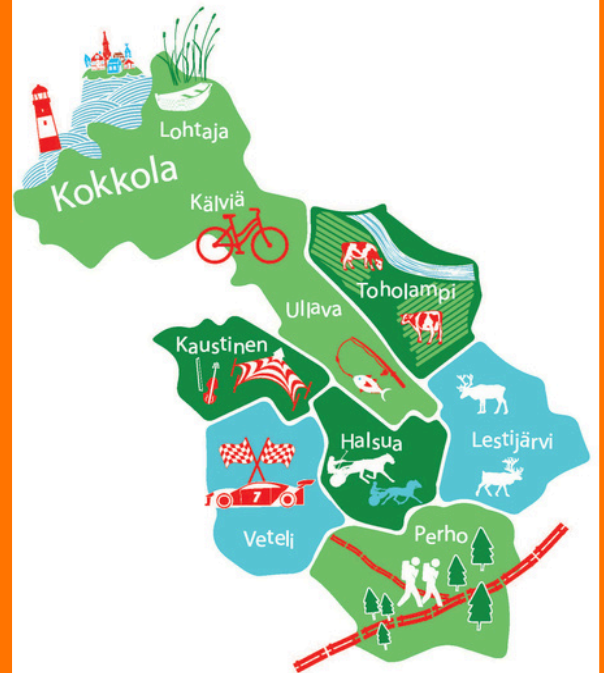 Lohtaja
Kokkola
Kälviä
Toholampi
Ullava
Kaustinen
Halsua
Lestijärvi
7
Veteli
Perho